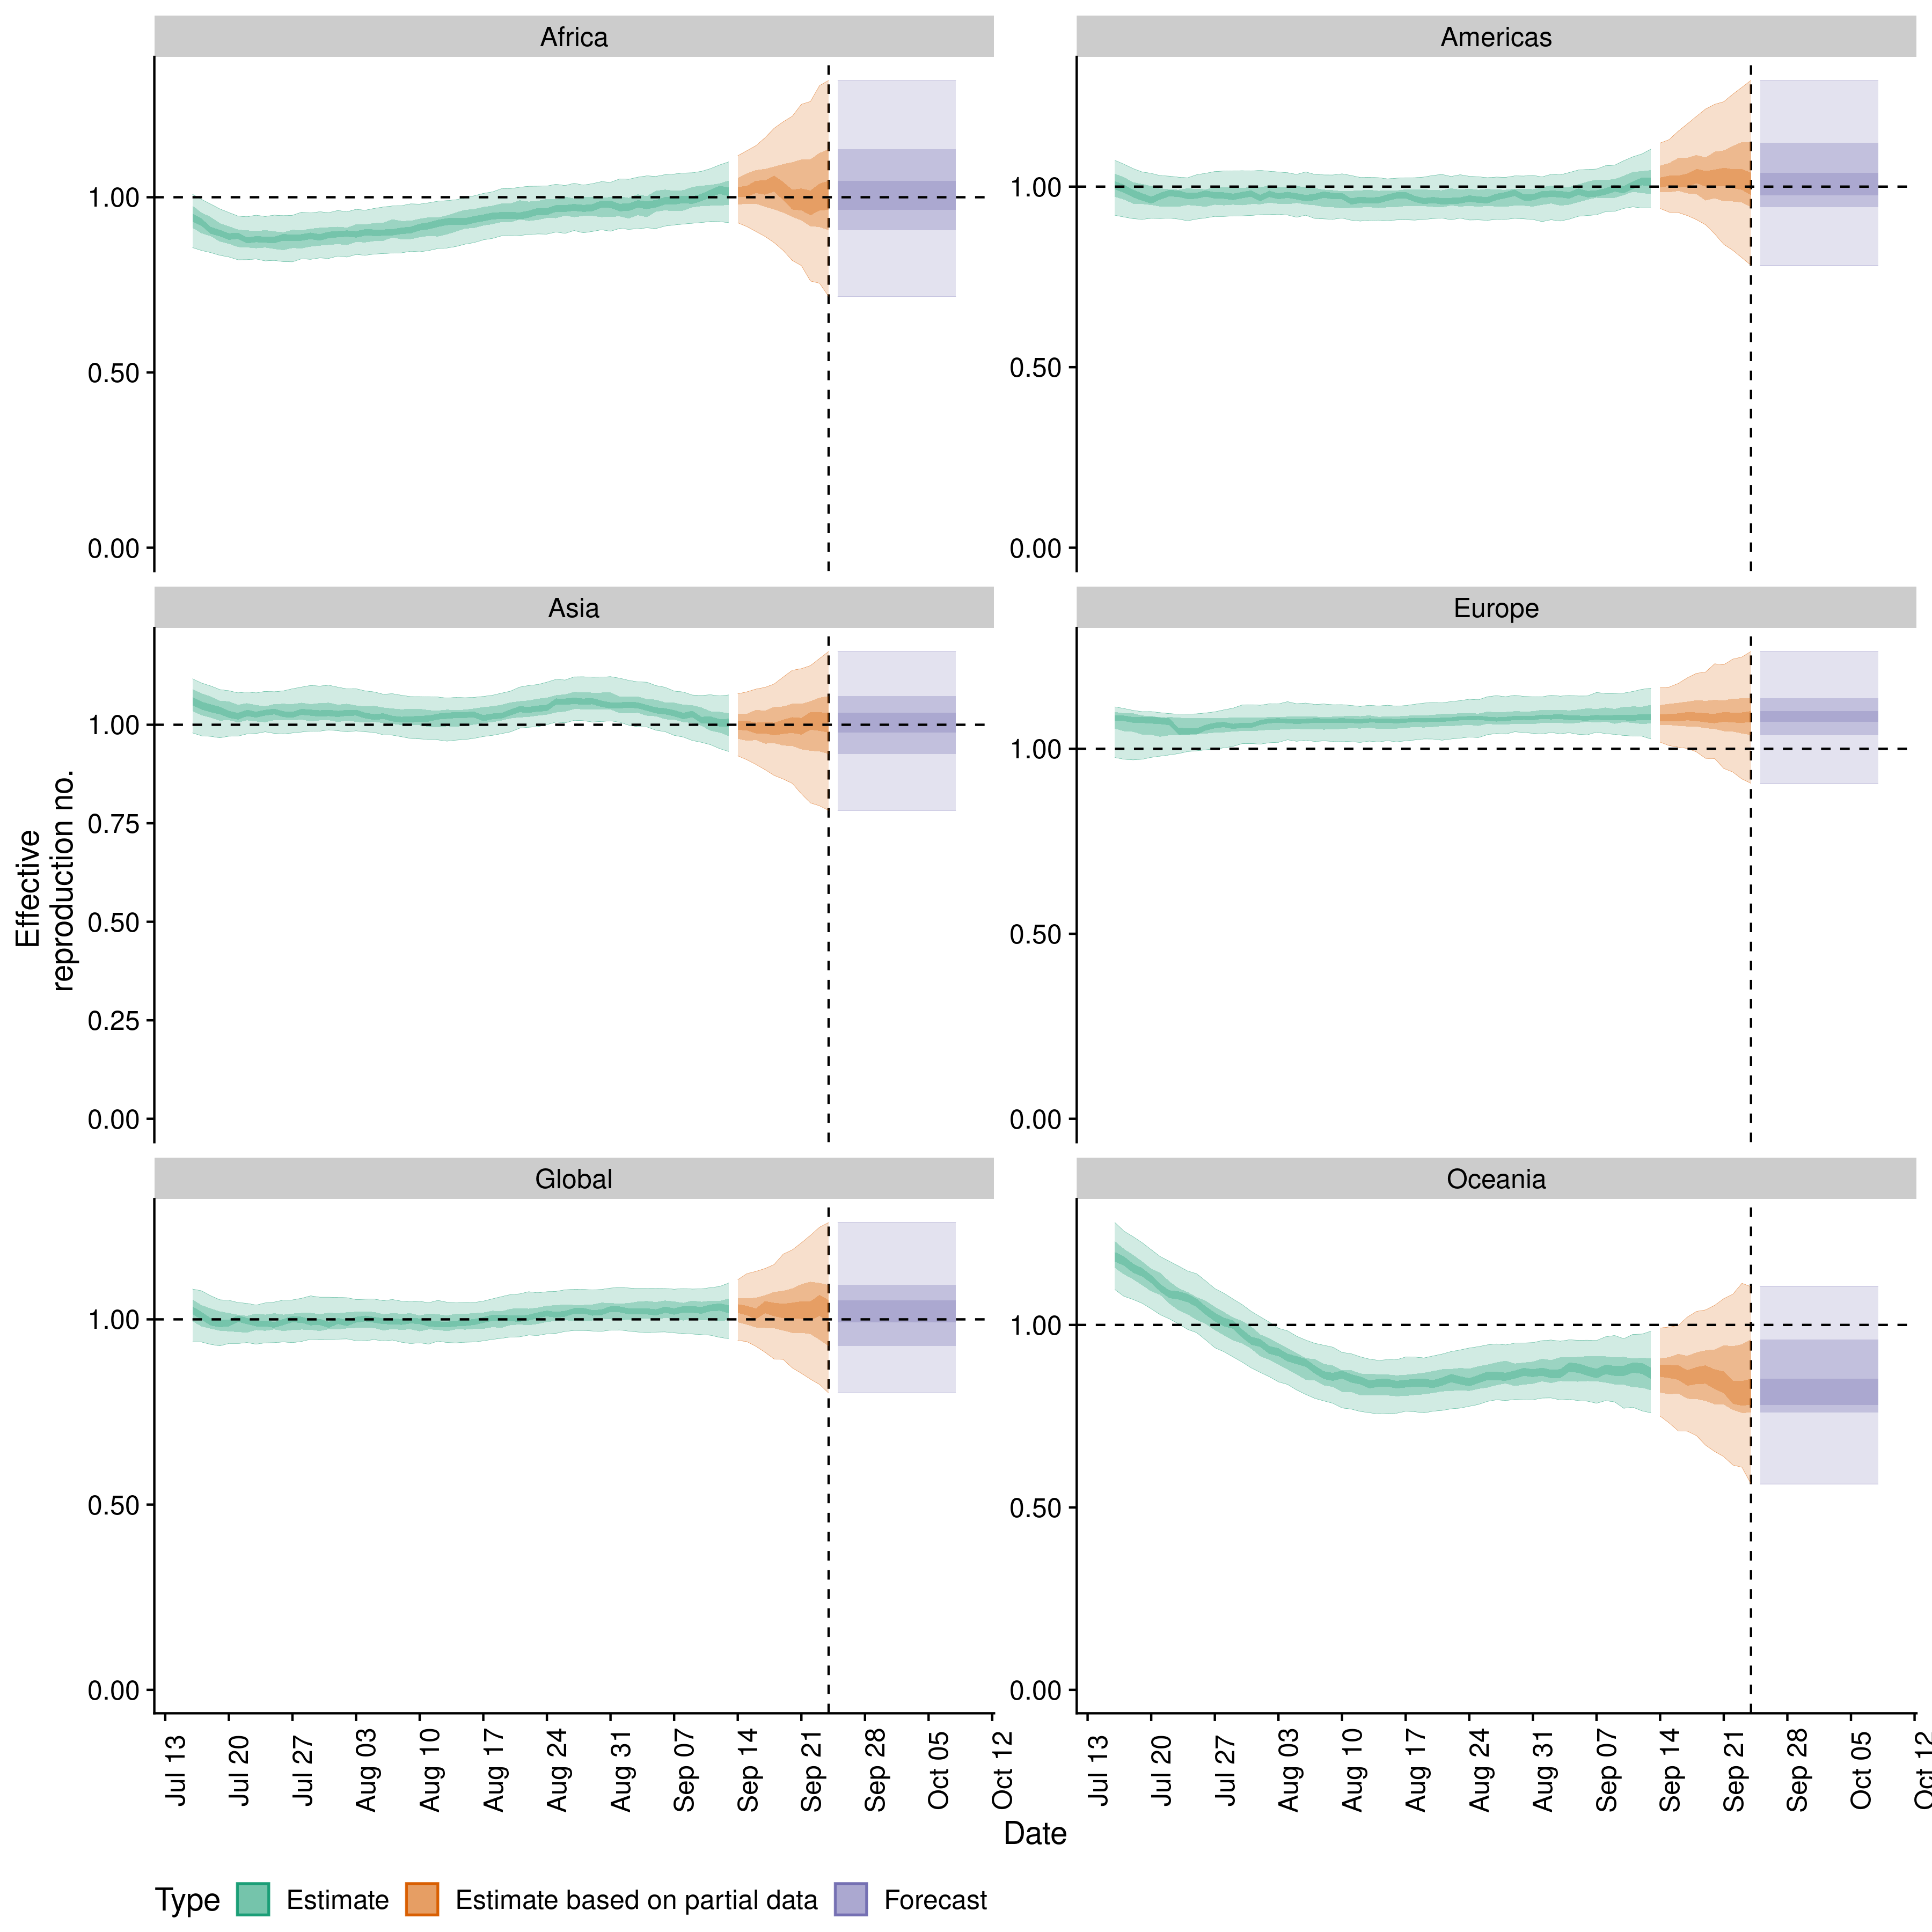 Africa
Americas
1.00
0.50
0.00
1.00
0.50
0.00
Asia
Europe
Effective
reproduction no.
1.00
0.75
0.50
0.25
0.00
1.00
0.50
0.00
Global
Oceania
1.00
0.50
0.00
1.00
0.50
0.00
Jul 13
Jul 20
Jul 27
Aug 03
Aug 10
Aug 17
Aug 24
Aug 31
Sep 07
Sep 14
Sep 21
Sep 28
Oct 05
Oct 12
Jul 13
Jul 20
Jul 27
Aug 03
Aug 10
Aug 17
Aug 24
Aug 31
Sep 07
Sep 14
Sep 21
Sep 28
Oct 05
Oct 12
Date
Type Estimate Estimate based on partial data Forecast